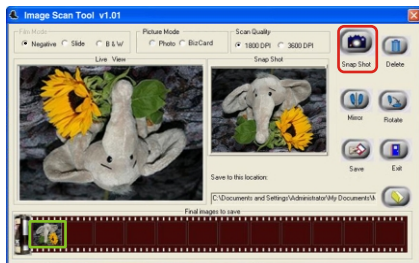 Image Scan Tool v1.01
Film Mode
Negative Slide B & W
Picture Mode
Photo BizCard
Scan Quality
1800 DPI 3600 DPI
Live View
Snap Shot
Snap Shot
Delete
Mirror
Rotate
Save
Exit
Save to this location:
C:\Documents and Settings\Administrator\My Documents\M
Final images to save